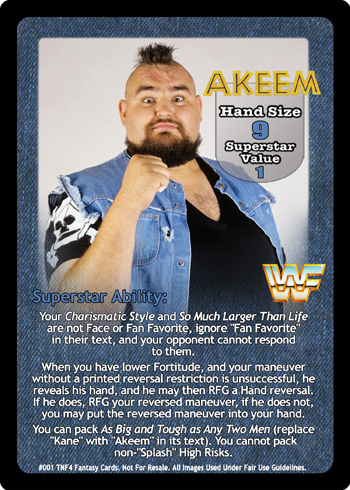 AKEEM
Hand Size
9
Superstar
Value
1
WF
Superstar Ability:
Your Charismatic Style and So Much Larger Than Life
are not Face or Fan Favorite, ignore "Fan Favorite"
in their text, and your opponent cannot respond
to them.
When you have lower Fortitude, and your maneuver
without a printed reversal restriction is unsuccessful, he
reveals his hand, and he may then RFG a Hand reversal.
If he does, RFG your reversed maneuver, if he does not,
you may put the reversed maneuver into your hand.
You can pack As Big and Tough as Any Two Men (replace
"Kane" with "Akeem" in its text). You cannot pack
non-"Splash" High Risks.
#001 TNF4 Fantasy Cards. Not For Resale. All Images Used Under Fair Use Guidelines.